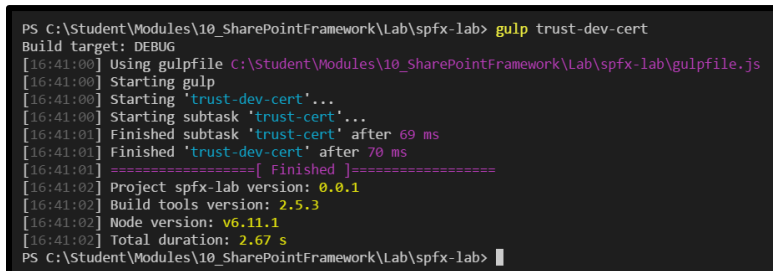 PS C:\Student\Modules\10_SharePointFramework\Lab\spfx-lab> gulp trust-dev-cert
Build target: DEBUG
[16:41:00] Using gulpfile C:\Student\Modules\10_SharePointFramework\Lab\spfx-lab\gulpfile.js
[16:41:00] Starting gulp
[16:41:00] Starting 'trust-dev-cert'...
[16:41:00] Starting subtask 'trust-cert'...
[16:41:01] Finished subtask 'trust-cert' after 69 ms
[16:41:01] Finished 'trust-dev-cert' after 70 ms
[16:41:01] ==================[ Finished ]==================
[16:41:02] Project spfx-lab version: 0.0.1
[16:41:02] Build tools version: 2.5.3
[16:41:02] Node version: v6.11.1
[16:41:02] Total duration: 2.67 s
PS C:\Student\Modules\10_SharePointFramework\Lab\spfx-lab>